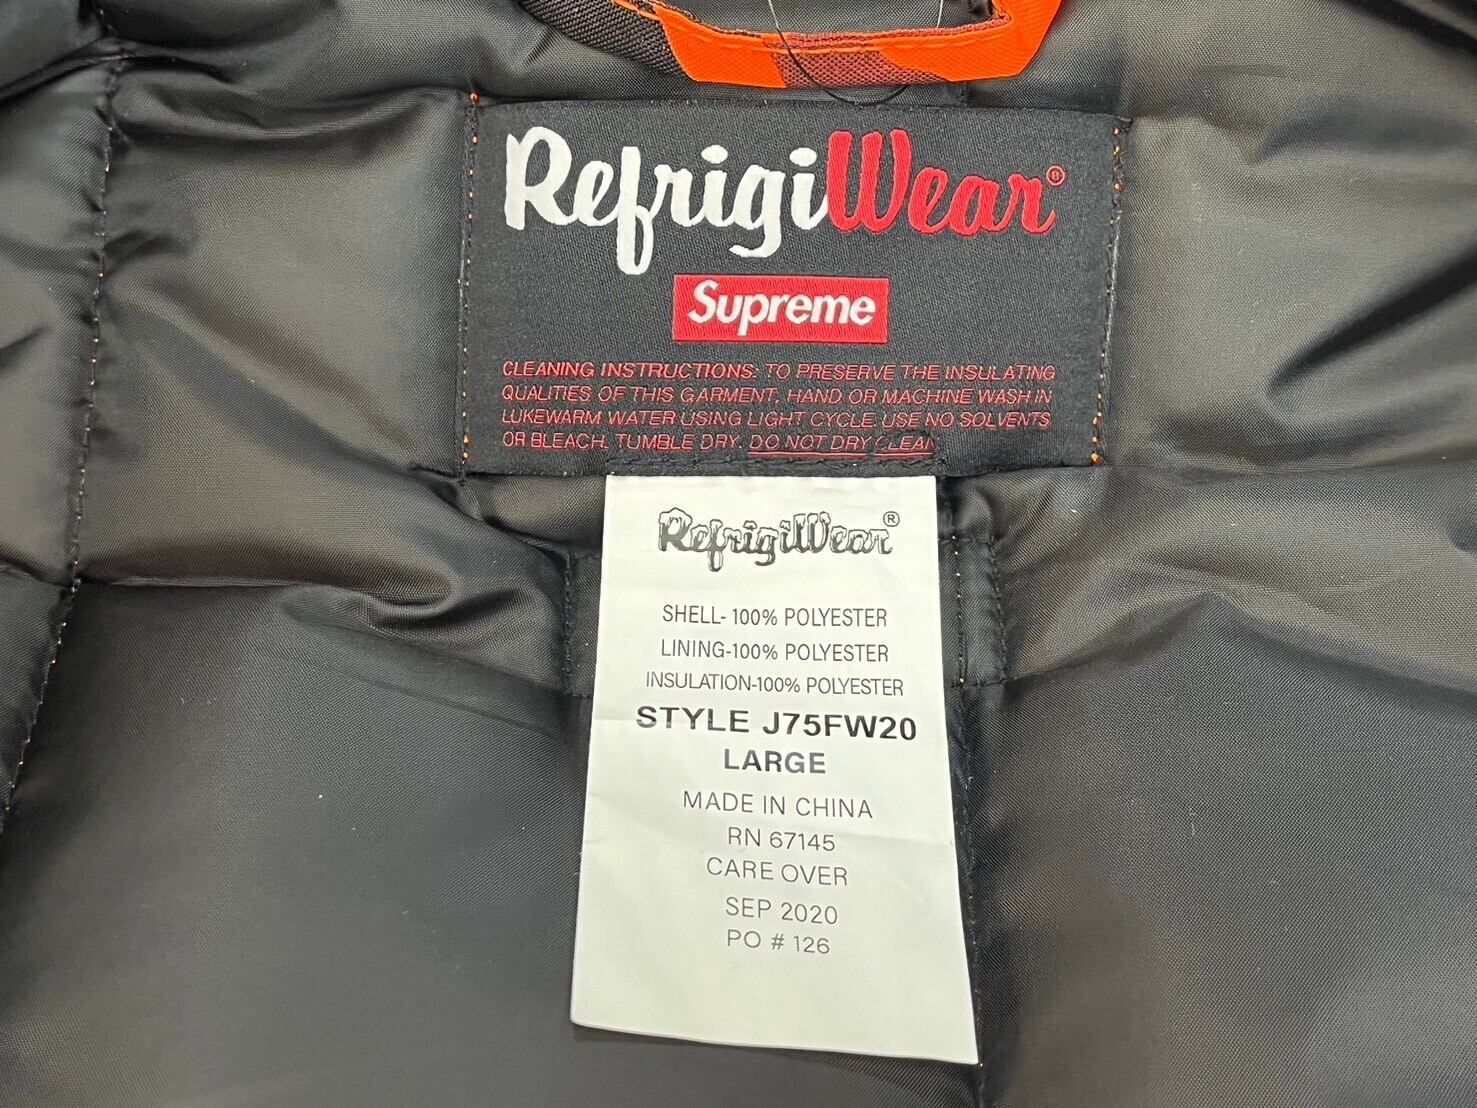 RefrigiWear®
Supreme
CLEANING INSTRUCTIONS: TO PRESERVE THE INSULATING
QUALITIES OF THIS GARMENT, HAND OR MACHINE WASH IN
LUKEWARM WATER USING LIGHT CYCLE. USE NO SOLVENTS
OR BLEACH. TUMBLE DRY. DO NOT DRY CLEAN
RefrigiWear®
SHELL- 100% POLYESTER
LINING-100% POLYESTER
INSULATION-100% POLYESTER
STYLE J75FW20
LARGE
MADE IN CHINA
RN 67145
CARE OVER
SEP 2020
PO # 126